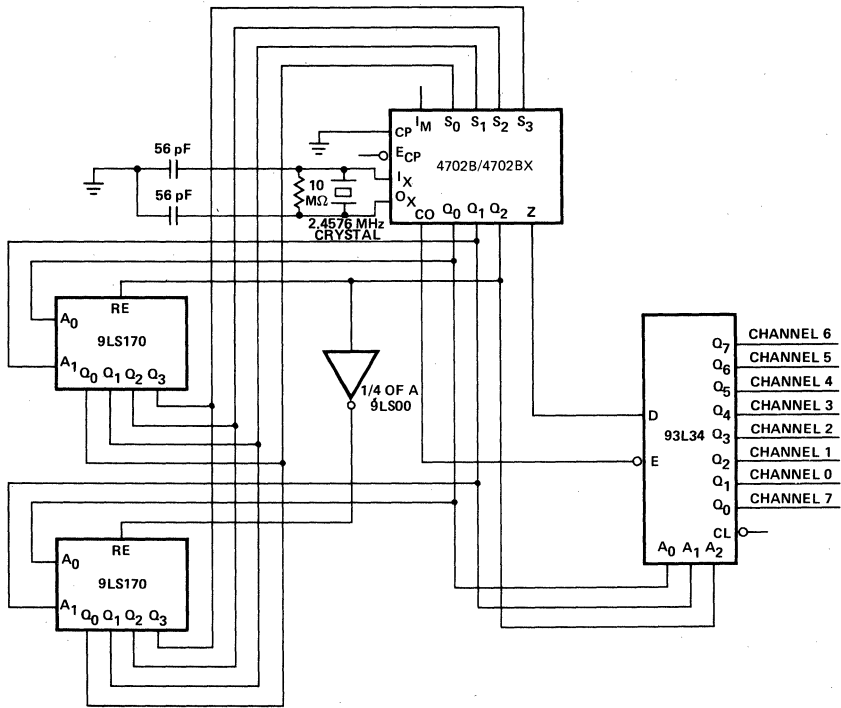 I_M S_0 S_1 S_2 S_3
CP
E_CP
4702B/4702BX
I_X
O_X
CO Q_0 Q_1 Q_2 Z
56 pF
56 pF
10
MΩ
2.4576 MHz
CRYSTAL
RE
A_0
9LS170
A_1
Q_0 Q_1 Q_2 Q_3
1/4 OF A
9LS00
Q_7 CHANNEL 6
Q_6 CHANNEL 5
Q_5 CHANNEL 4
D Q_4 CHANNEL 3
93L34 Q_3 CHANNEL 2
E Q_2 CHANNEL 1
Q_1 CHANNEL 0
Q_0 CHANNEL 7
CL
A_0 A_1 A_2
RE
A_0
9LS170
A_1
Q_0 Q_1 Q_2 Q_3